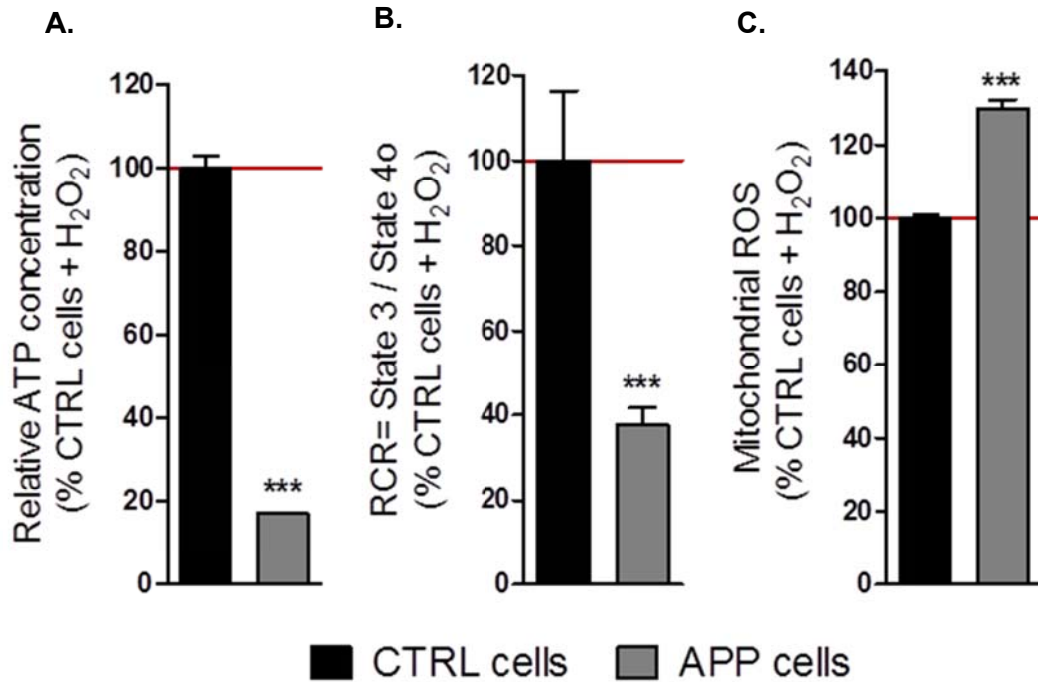 A.
Relative ATP concentration
(% CTRL cells + H₂O₂)
120
100
80
60
40
20
0
***
B.
RCR= State 3 / State 4o
(% CTRL cells + H₂O₂)
120
100
80
60
40
20
0
***
C.
Mitochondrial ROS
(% CTRL cells + H₂O₂)
140
120
100
80
60
40
20
0
***
CTRL cells
APP cells